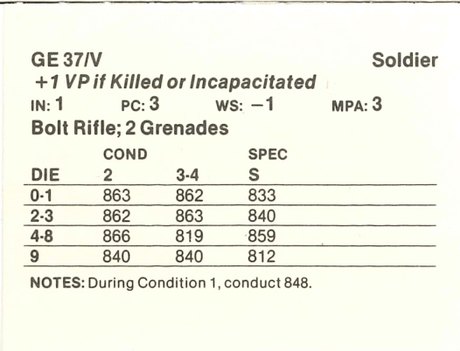 GE 37/V Soldier
+1 VP if Killed or Incapacitated
IN: 1 PC: 3 WS: −1 MPA: 3
Bolt Rifle; 2 Grenades
COND SPEC
DIE 2 3-4 S
0-1 863 862 833
2-3 862 863 840
4-8 866 819 859
9 840 840 812
NOTES: During Condition 1, conduct 848.